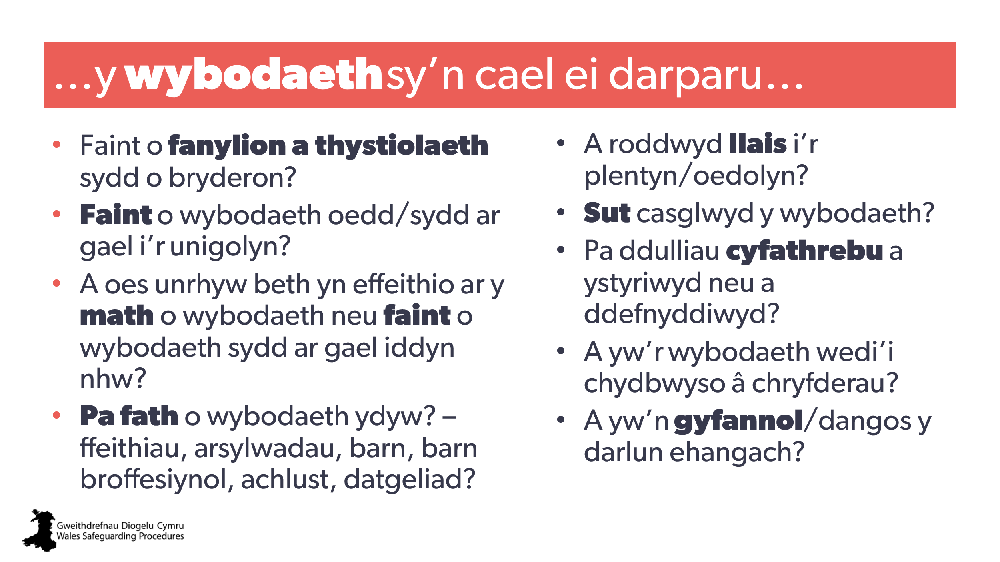 ...y wybodaeth sy'n cael ei darparu...
• Faint o fanylion a thystiolaeth
sydd o bryderon?
• Faint o wybodaeth oedd/sydd ar
gael i'r unigolyn?
• A oes unrhyw beth yn effeithio ar y
math o wybodaeth neu faint o
wybodaeth sydd ar gael iddyn
nhw?
• Pa fath o wybodaeth ydyw? –
ffeithiau, arsylwadau, barn, barn
broffesiynol, achlust, datgeliad?
• A roddwyd llais i'r
plentyn/oedolyn?
• Sut casglwyd y wybodaeth?
• Pa ddulliau cyfathrebu a
ystyriwyd neu a
ddefnyddiwyd?
• A yw'r wybodaeth wedi'i
chydbwyso â chryfderau?
• A yw'n gyfannol/dangos y
darlun ehangach?
Gweithdrefnau Diogelu Cymru
Wales Safeguarding Procedures